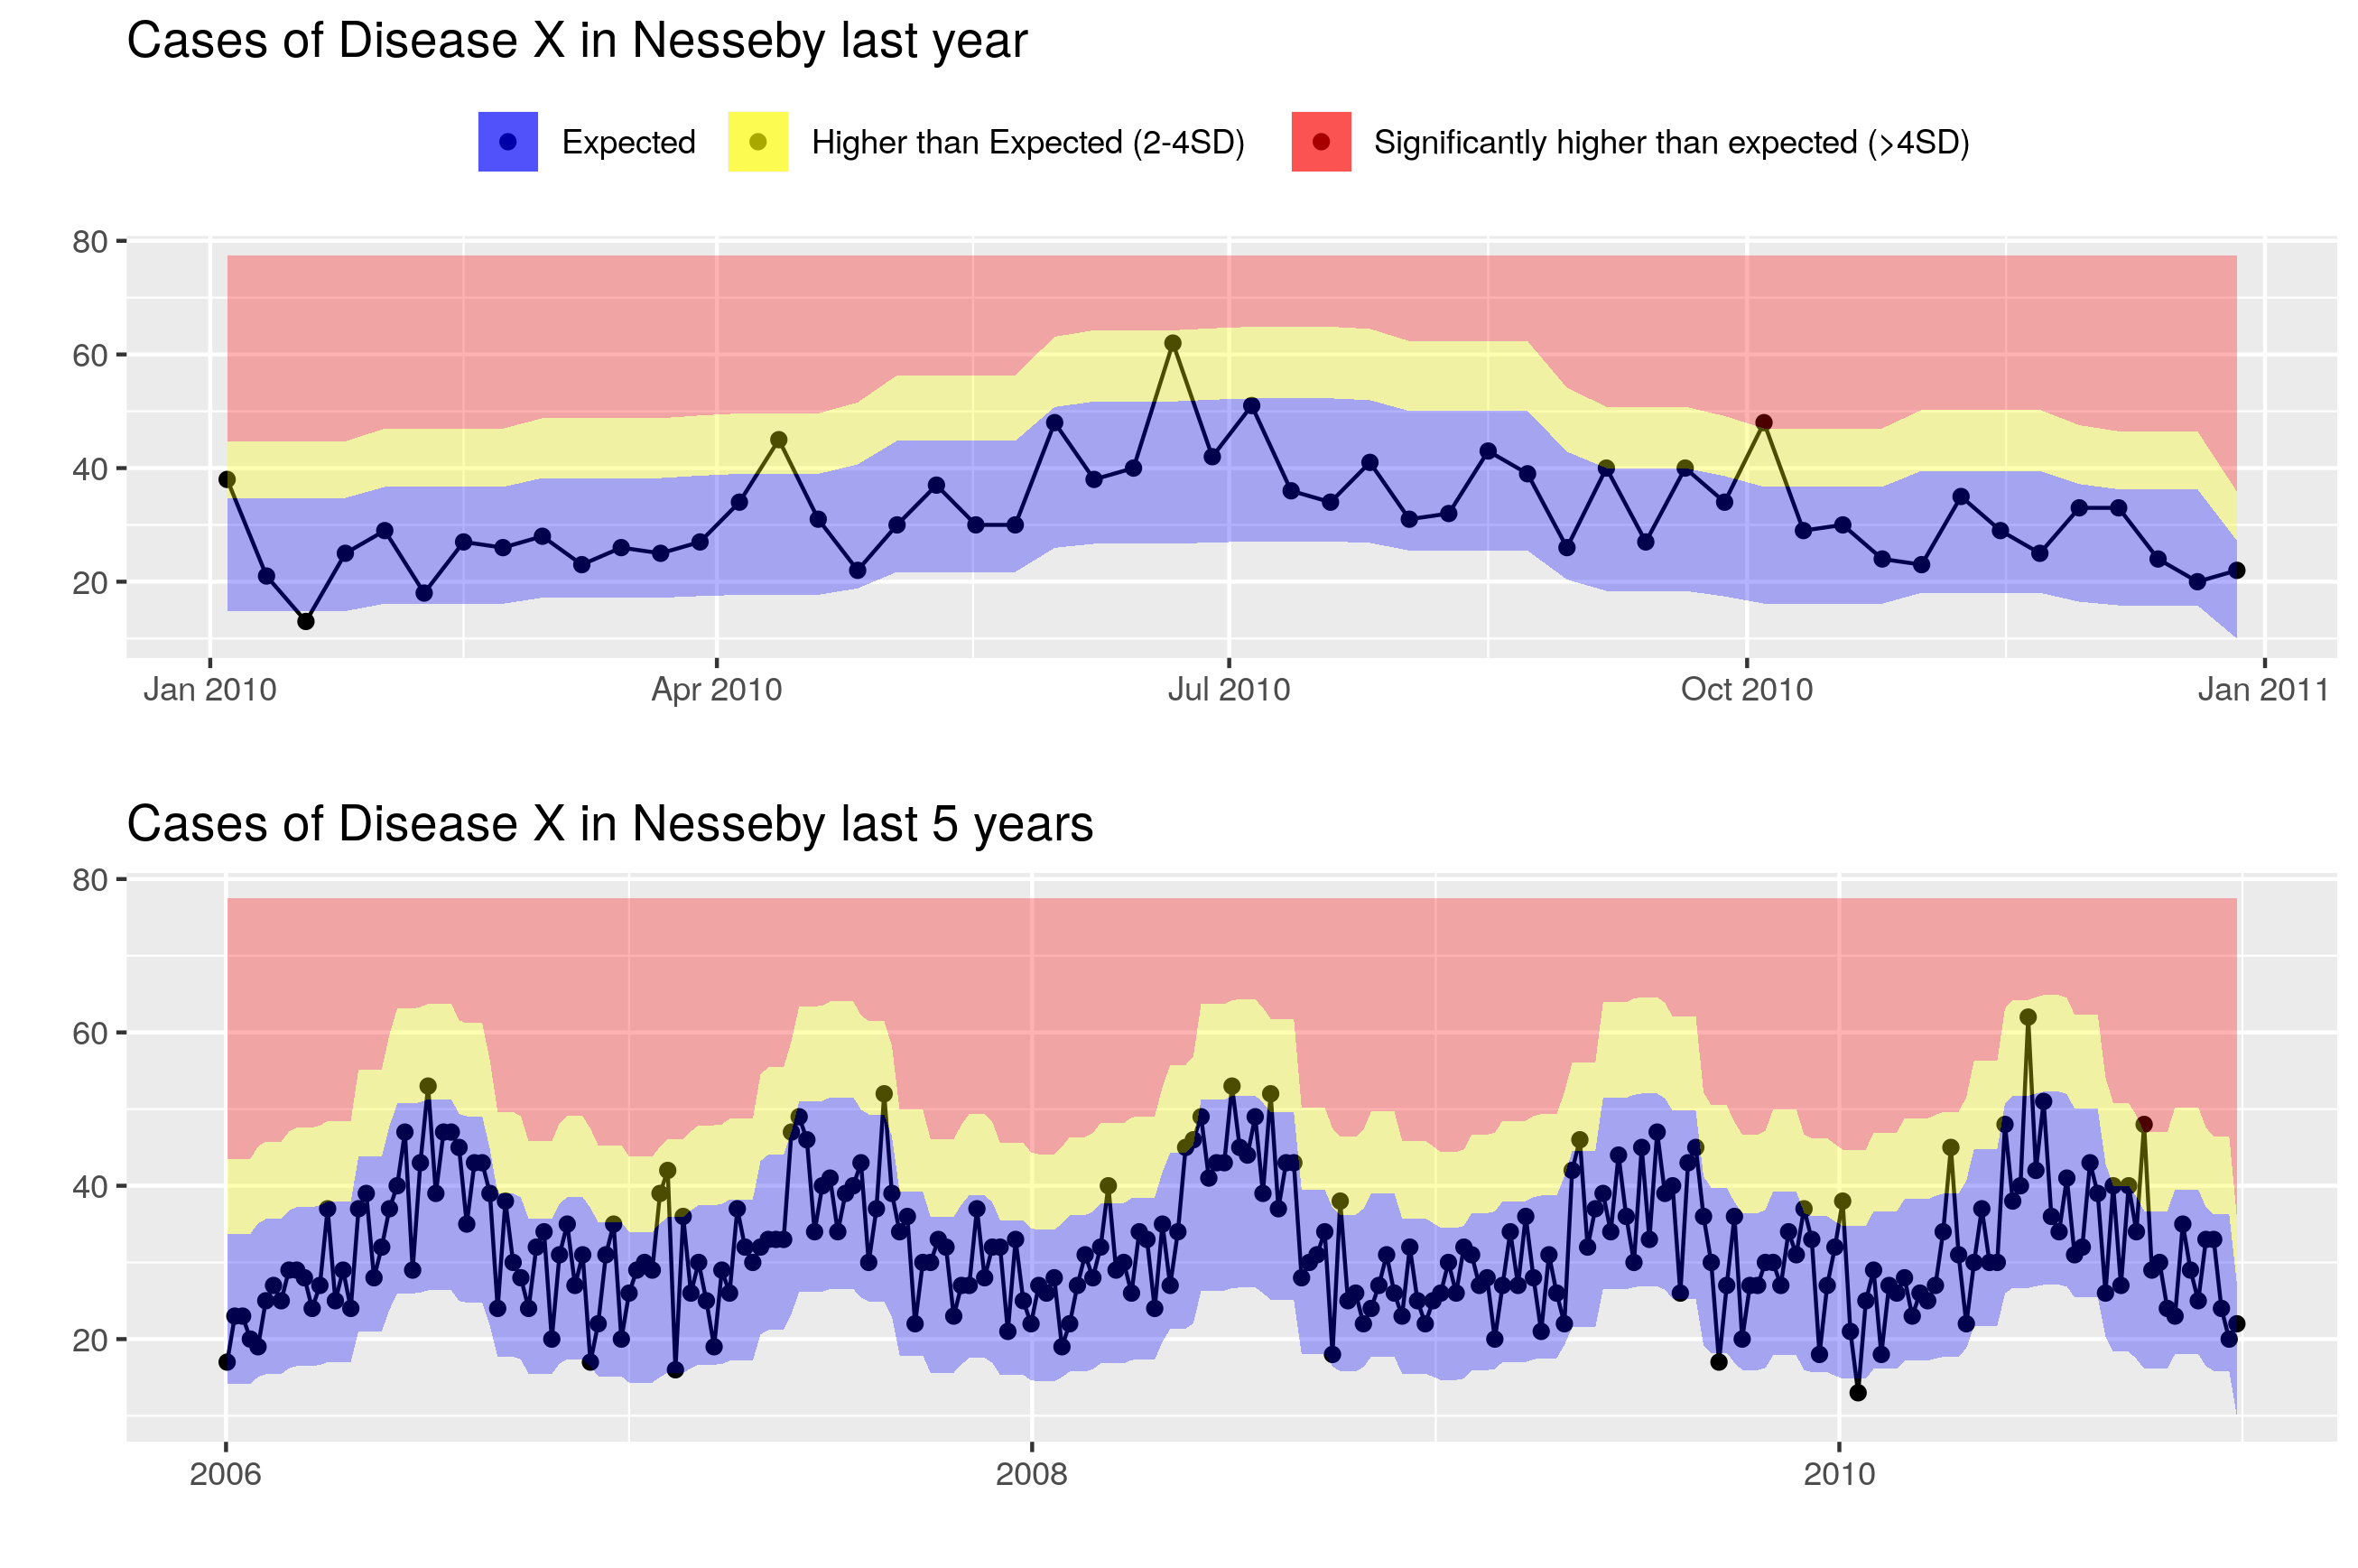 Cases of Disease X in Nesseby last year
Expected Higher than Expected (2-4SD) Significantly higher than expected (>4SD)
80
60
40
20
Jan 2010 Apr 2010 Jul 2010 Oct 2010 Jan 2011
Cases of Disease X in Nesseby last 5 years
80
60
40
20
2006 2008 2010